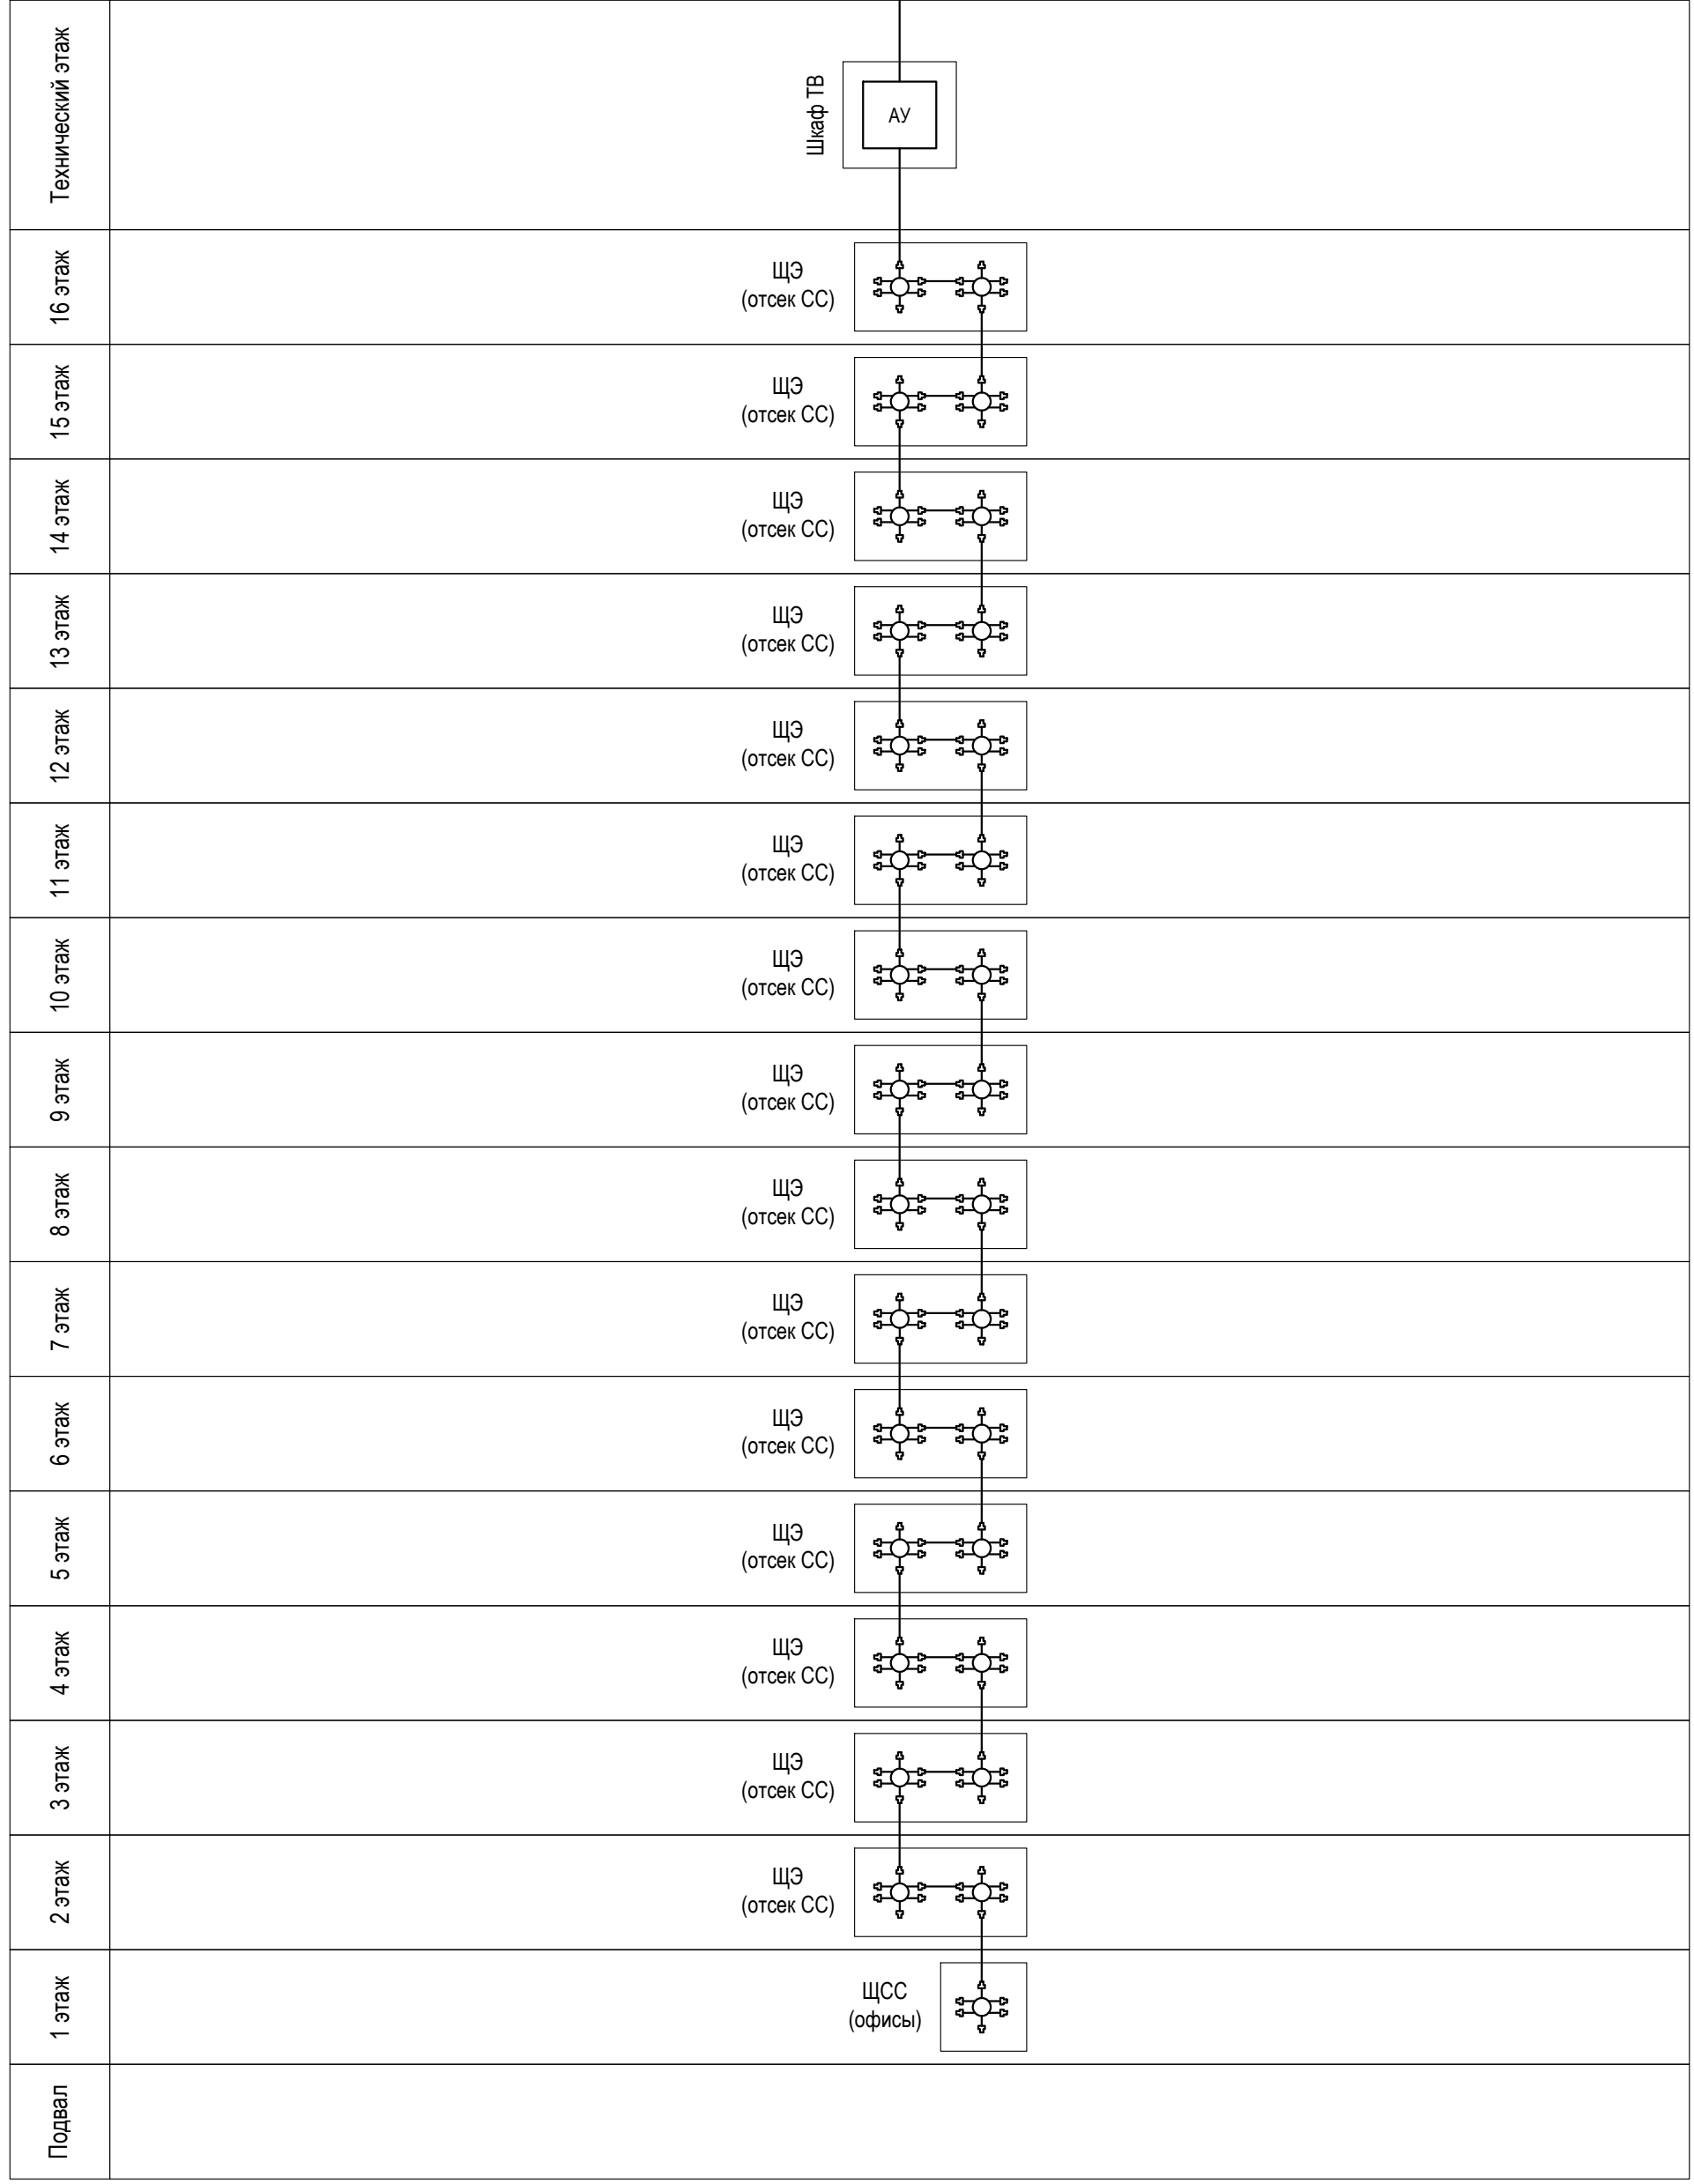 Технический этаж
Шкаф ТВ
АУ
16 этаж
ЩЭ
(отсек СС)
15 этаж
ЩЭ
(отсек СС)
14 этаж
ЩЭ
(отсек СС)
13 этаж
ЩЭ
(отсек СС)
12 этаж
ЩЭ
(отсек СС)
11 этаж
ЩЭ
(отсек СС)
10 этаж
ЩЭ
(отсек СС)
9 этаж
ЩЭ
(отсек СС)
8 этаж
ЩЭ
(отсек СС)
7 этаж
ЩЭ
(отсек СС)
6 этаж
ЩЭ
(отсек СС)
5 этаж
ЩЭ
(отсек СС)
4 этаж
ЩЭ
(отсек СС)
3 этаж
ЩЭ
(отсек СС)
2 этаж
ЩЭ
(отсек СС)
1 этаж
ЩСС
(офисы)
Подвал